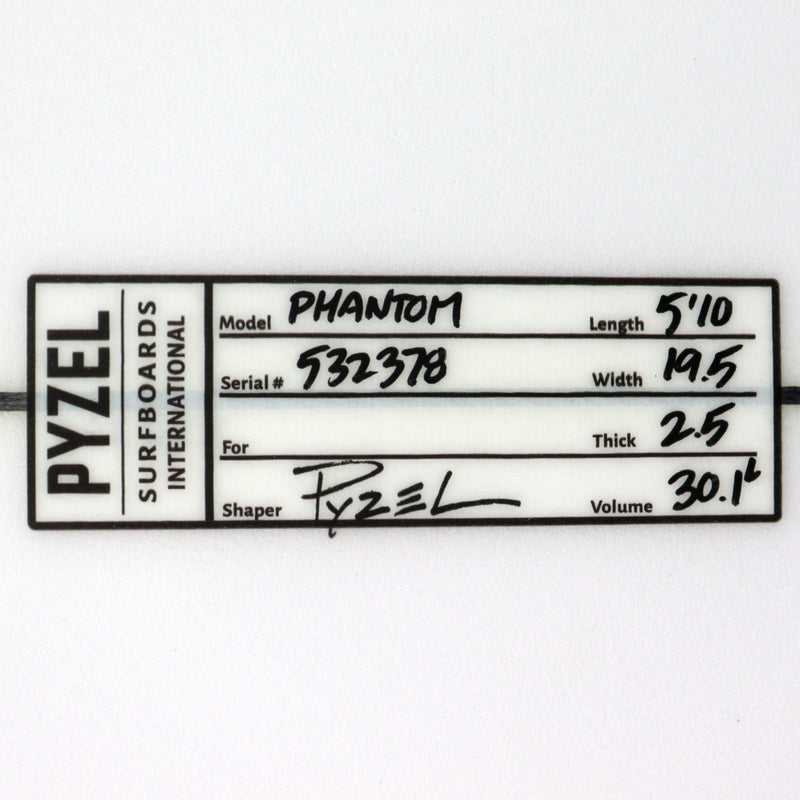 PYZEL
SURFBOARDS
INTERNATIONAL
Model PHANTOM Length 5'10
Serial # 532378 Width 19.5
For Thick 2.5
Shaper PYZEL Volume 30.1L